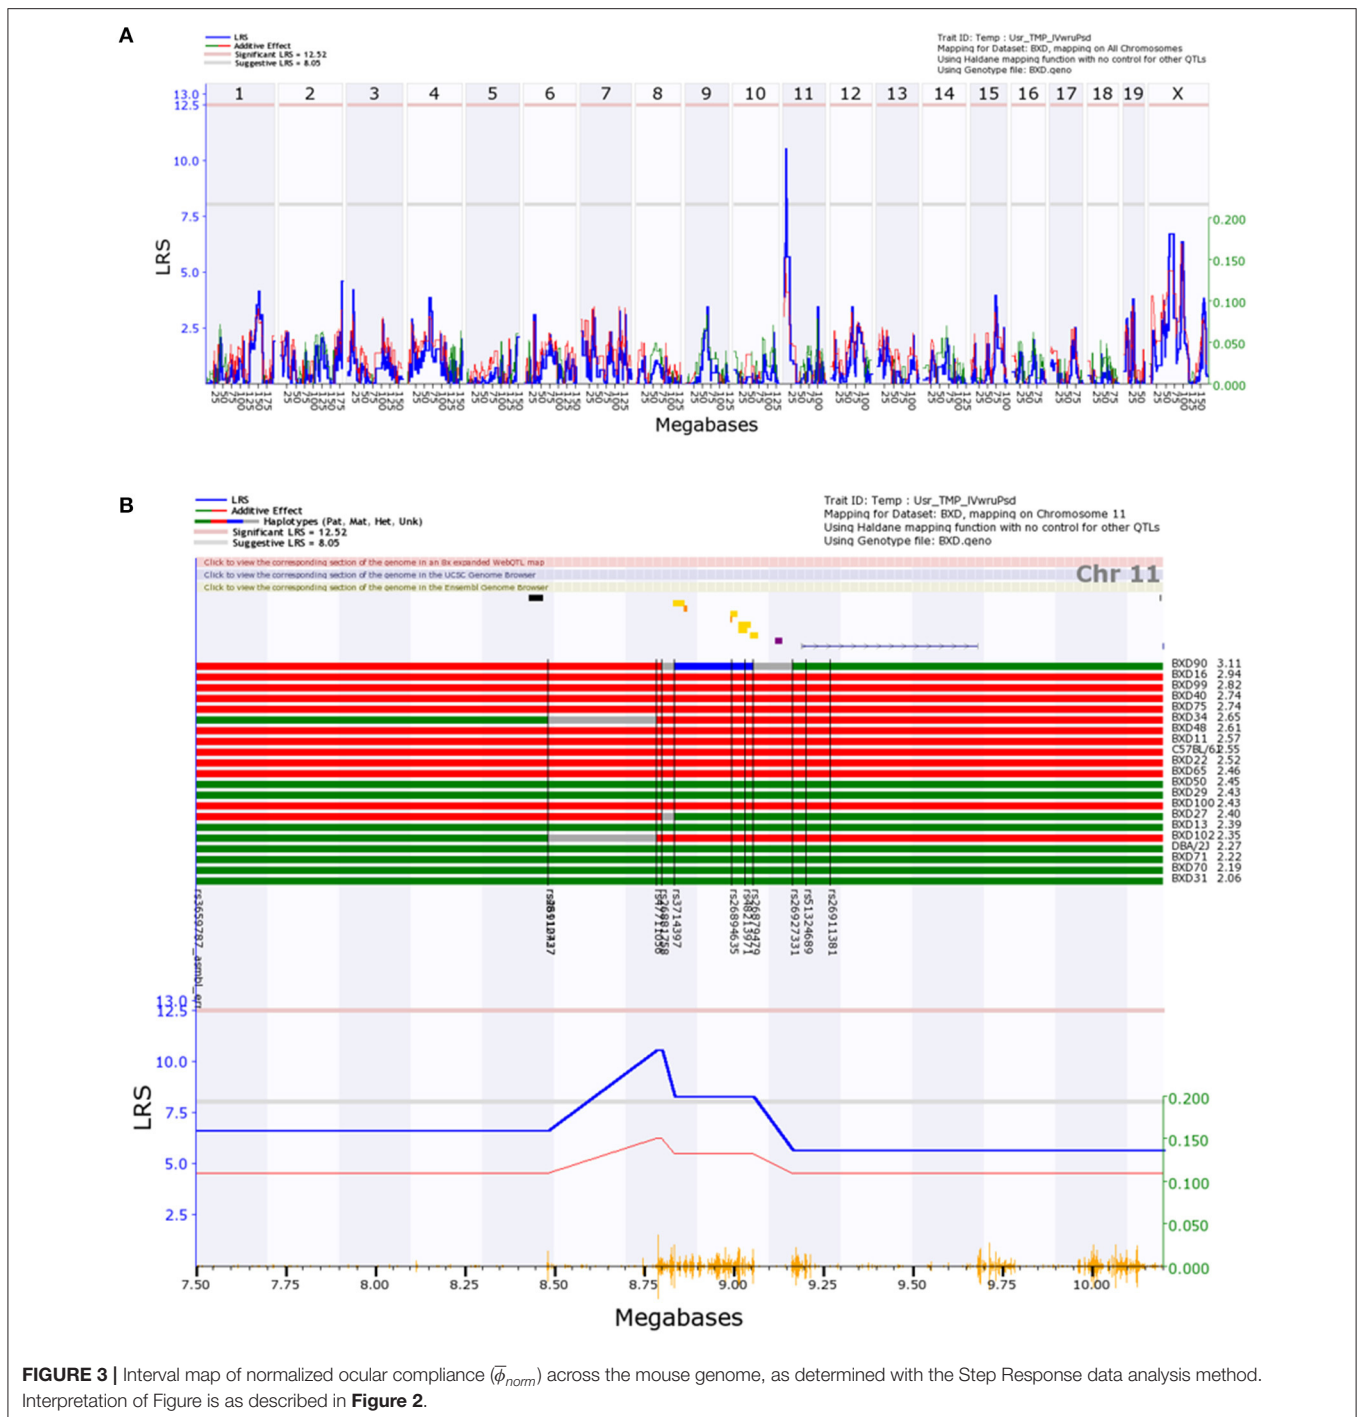 A
LRS
Additive Effect
Significant LRS = 12.52
Suggestive LRS = 8.05
Trait ID: Temp : Usr_TMP_IVwruPsd
Mapping for Dataset: BXD, mapping on All Chromosomes
Using Haldane mapping function with no control for other QTLs
Using Genotype file: BXD.geno
1 2 3 4 5 6 7 8 9 10 11 12 13 14 15 16 17 18 19 X
13.0
12.5
10.0
7.5
5.0
2.5
LRS
0.200
0.150
0.100
0.050
0.000
Megabases
B
LRS
Additive Effect
Haplotypes (Pat, Mat, Het, Unk)
Significant LRS = 12.52
Suggestive LRS = 8.05
Trait ID: Temp : Usr_TMP_IVwruPsd
Mapping for Dataset: BXD, mapping on Chromosome 11
Using Haldane mapping function with no control for other QTLs
Using Genotype file: BXD.geno
Click to view the corresponding section of the genome in an 8x expanded WebQTL map
Click to view the corresponding section of the genome in the UCSC Genome Browser
Click to view the corresponding section of the genome in the Ensembl Genome Browser
Chr 11
BXD90 3.11
BXD16 2.94
BXD99 2.82
BXD40 2.74
BXD75 2.74
BXD34 2.65
BXD48 2.61
BXD11 2.57
C57BL/6J 2.55
BXD22 2.52
BXD65 2.46
BXD50 2.45
BXD29 2.43
BXD100 2.43
BXD27 2.40
BXD13 2.39
BXD102 2.35
DBA/2J 2.27
BXD71 2.22
BXD70 2.19
BXD31 2.06
rs3714397
rs26894635
rs26879479
rs26927331
rs51324689
rs26911381
13.0
12.5
10.0
7.5
5.0
2.5
LRS
0.200
0.150
0.100
0.050
0.000
7.50 7.75 8.00 8.25 8.50 8.75 9.00 9.25 9.50 9.75 10.00
Megabases
FIGURE 3 | Interval map of normalized ocular compliance (ϕ̅norm) across the mouse genome, as determined with the Step Response data analysis method.
Interpretation of Figure is as described in Figure 2.